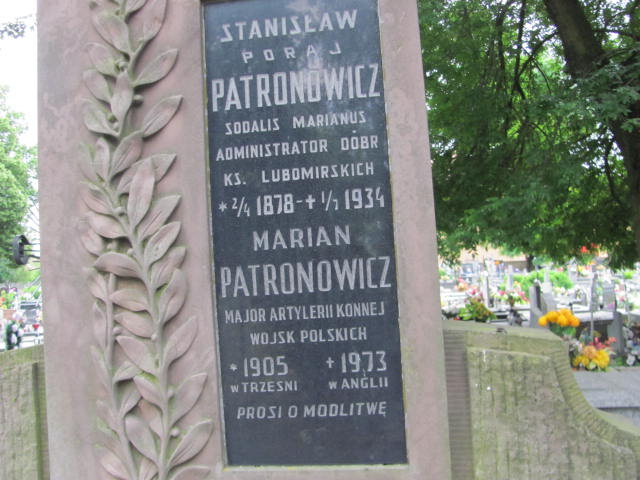 STANISŁAW
PORAJ
PATRONOWICZ
SODALIS MARIANUS
ADMINISTRATOR DÓBR
KS. LUBOMIRSKICH
* 2/4 1878 - + 1/7 1934
MARIAN
PATRONOWICZ
MAJOR ARTYLERII KONNEJ
WOJSK POLSKICH
* 1905 + 1973
W TRZEŚNI W ANGLII
PROSI O MODLITWĘ